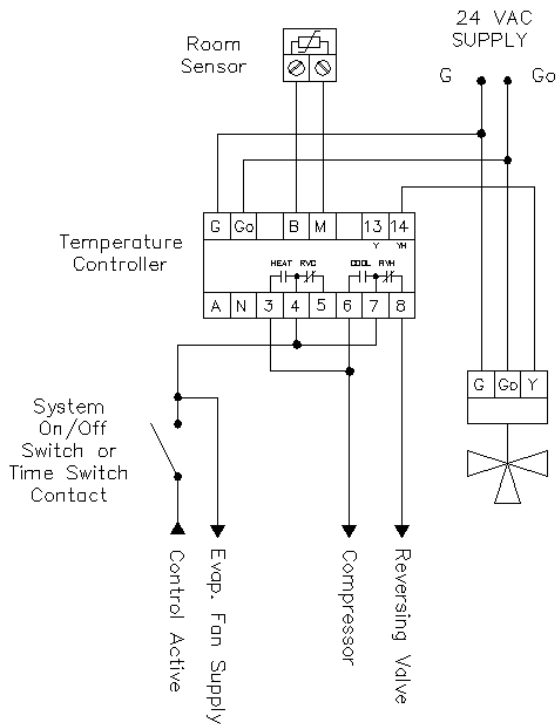 24 VAC
SUPPLY
Room
Sensor
G Go
G Go B M 13 14
Y YH
Temperature
Controller
HEAT RVC COOL RVH
A N 3 4 5 6 7 8
G Go Y
System
On/Off
Switch or
Time Switch
Contact
Control Active
Evap. Fan Supply
Compressor
Reversing Valve